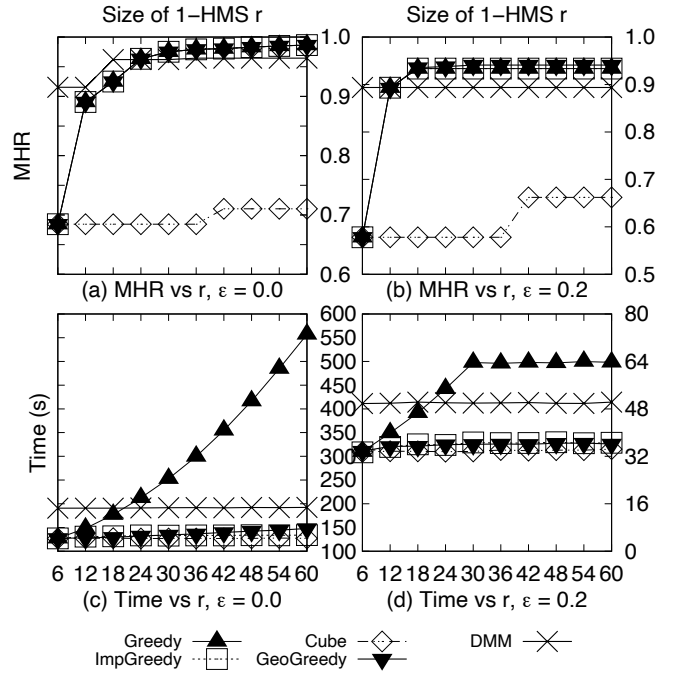 Size of 1−HMS r
Size of 1−HMS r
MHR
1.0
0.9
0.8
0.7
0.6
1.0
0.9
0.8
0.7
0.6
0.5
(a) MHR vs r, ε = 0.0
(b) MHR vs r, ε = 0.2
Time (s)
600
550
500
450
400
350
300
250
200
150
100
80
64
48
32
16
0
6 12 18 24 30 36 42 48 54 60
6 12 18 24 30 36 42 48 54 60
(c) Time vs r, ε = 0.0
(d) Time vs r, ε = 0.2
Greedy
Cube
DMM
ImpGreedy
GeoGreedy